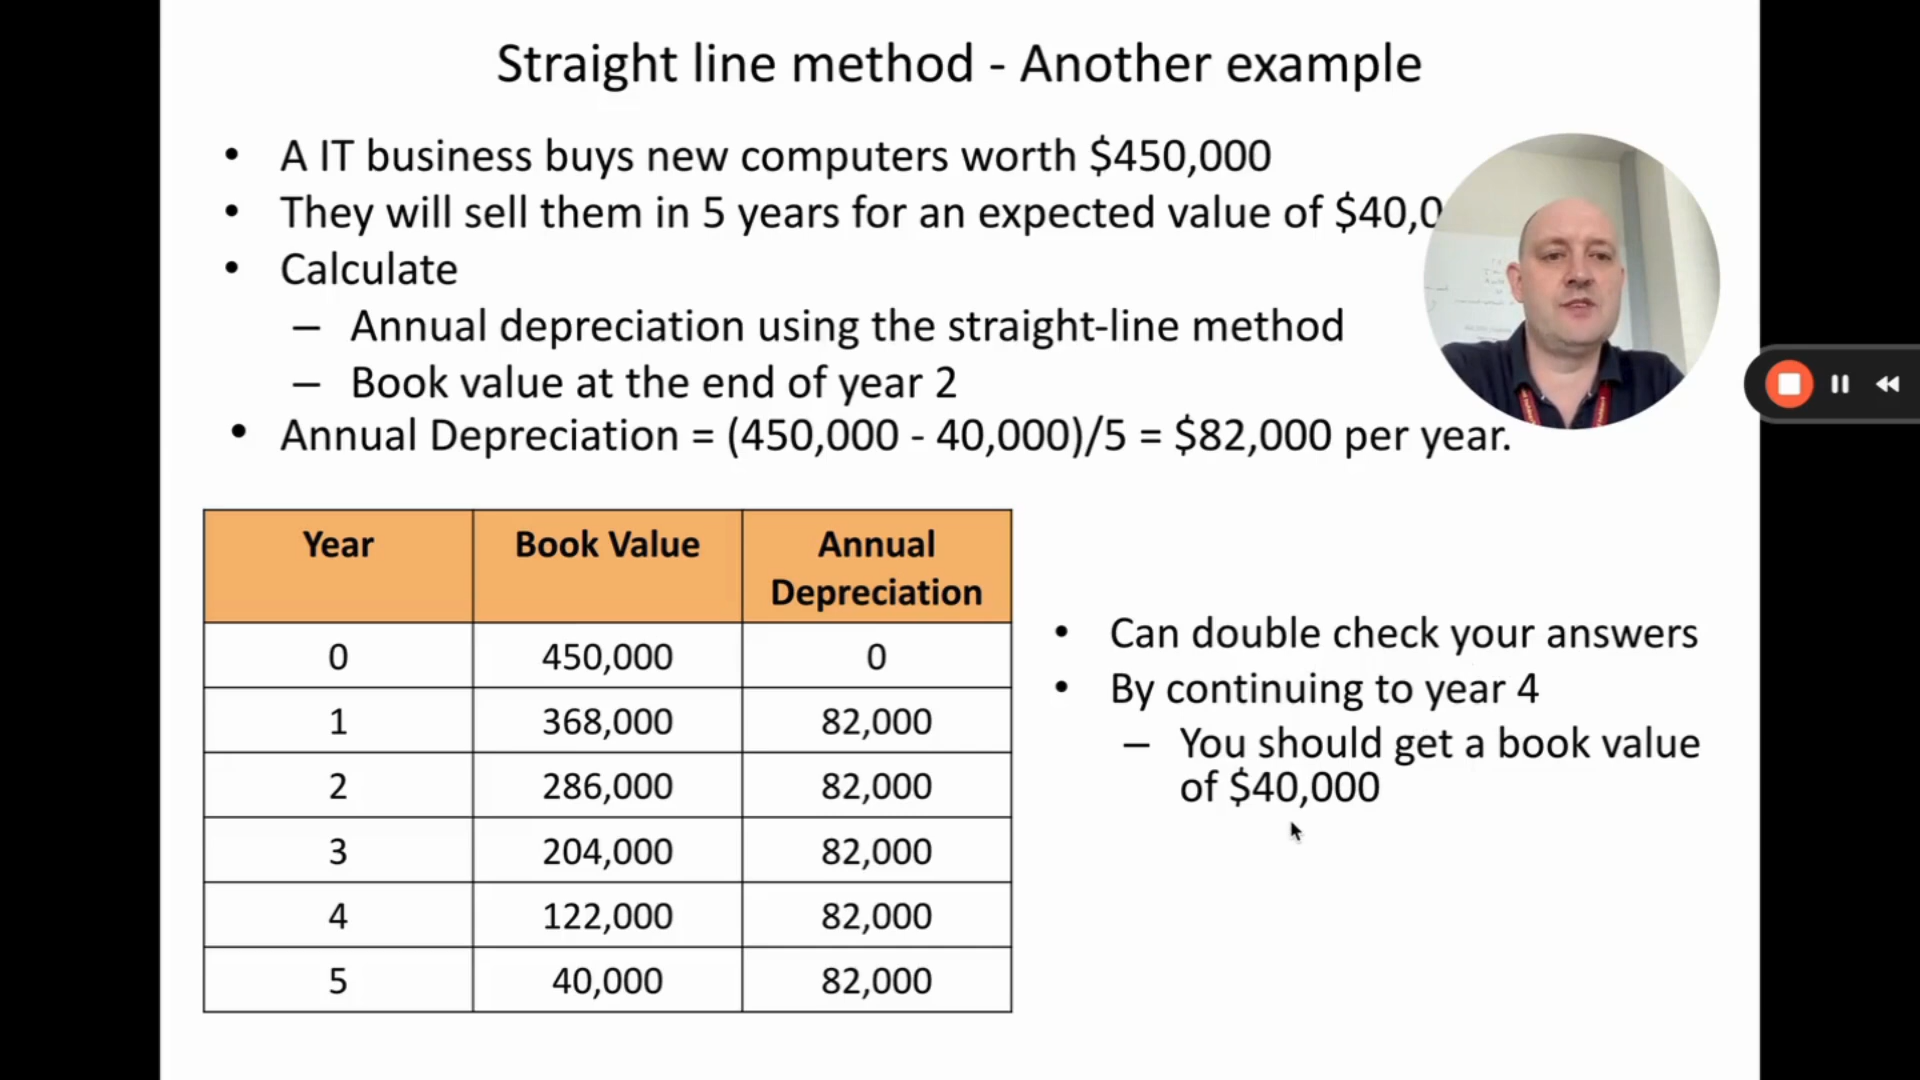 Straight line method - Another example
• A IT business buys new computers worth $450,000
• They will sell them in 5 years for an expected value of $40,0
• Calculate
– Annual depreciation using the straight-line method
– Book value at the end of year 2
• Annual Depreciation = (450,000 - 40,000)/5 = $82,000 per year.
Year Book Value Annual
Depreciation
0 450,000 0
1 368,000 82,000
2 286,000 82,000
3 204,000 82,000
4 122,000 82,000
5 40,000 82,000
• Can double check your answers
• By continuing to year 4
– You should get a book value
of $40,000